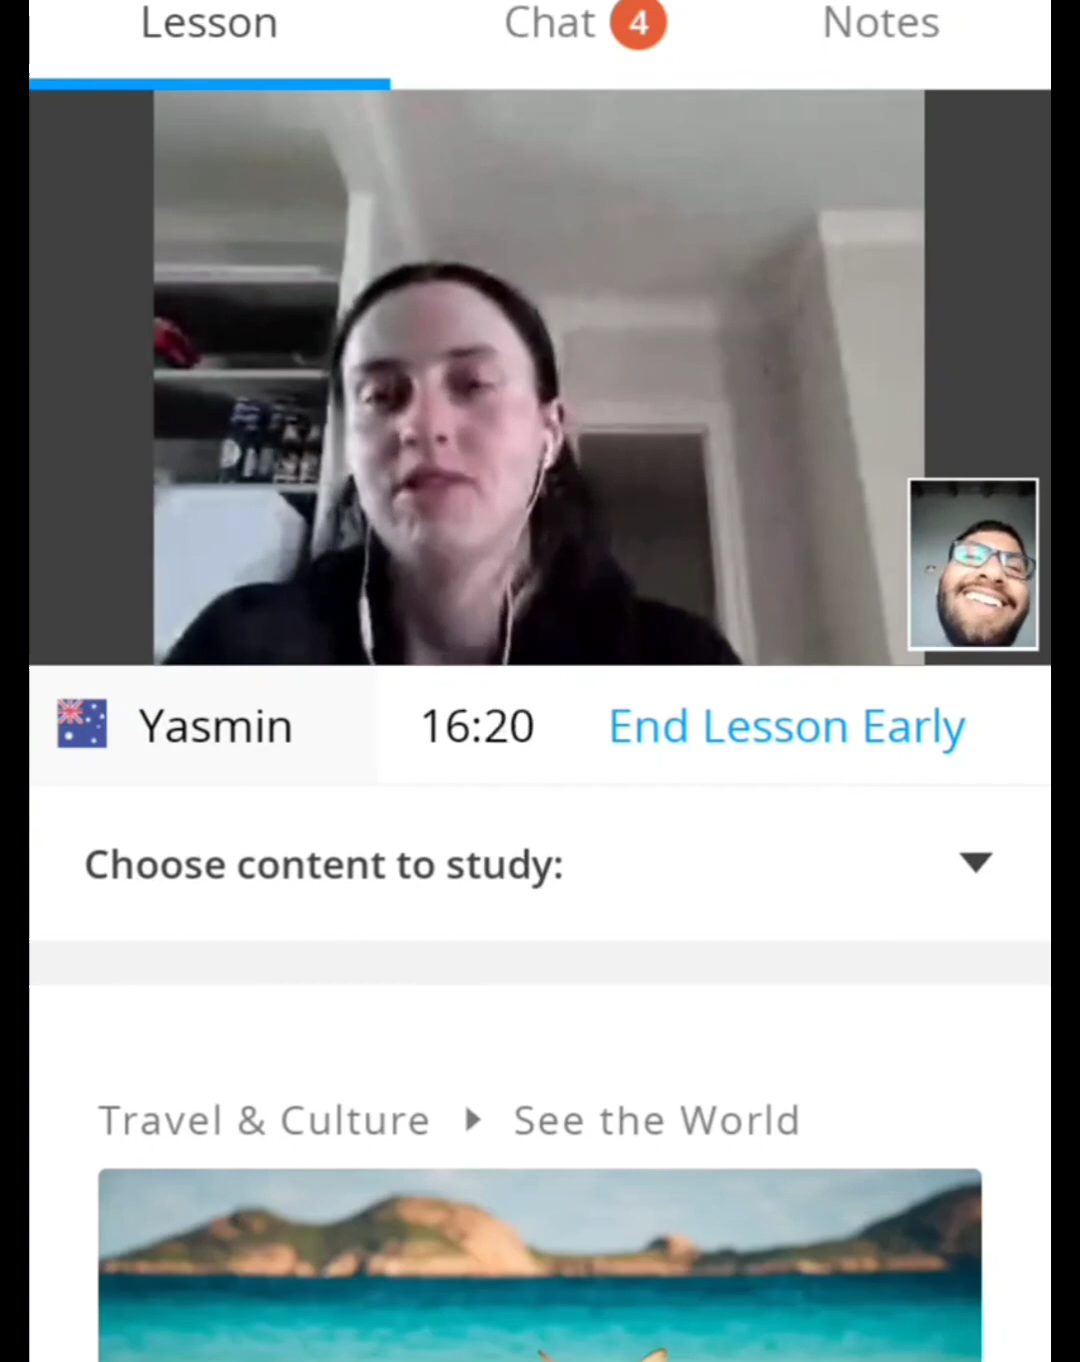 Lesson Chat 4 Notes
Yasmin 16:20 End Lesson Early
Choose content to study:
Travel & Culture See the World